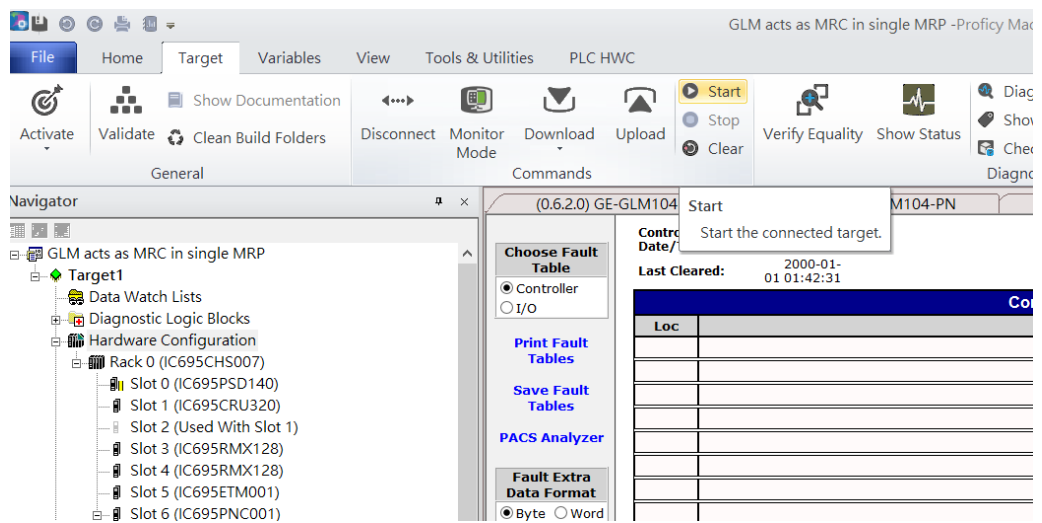 GLM acts as MRC in single MRP -Proficy Mac
File Home Target Variables View Tools & Utilities PLC HWC
Activate
Validate
Show Documentation
Clean Build Folders
General
Disconnect
Monitor Mode
Download
Upload
Start
Stop
Clear
Commands
Verify Equality
Show Status
Diag
Show
Chec
Diagno
Navigator
(0.6.2.0) GE-GLM104
M104-PN
Start
Start the connected target.
GLM acts as MRC in single MRP
Target1
Data Watch Lists
Diagnostic Logic Blocks
Hardware Configuration
Rack 0 (IC695CHS007)
Slot 0 (IC695PSD140)
Slot 1 (IC695CRU320)
Slot 2 (Used With Slot 1)
Slot 3 (IC695RMX128)
Slot 4 (IC695RMX128)
Slot 5 (IC695ETM001)
Slot 6 (IC695PNC001)
Choose Fault
Table
Controller
I/O
Print Fault
Tables
Save Fault
Tables
PACS Analyzer
Fault Extra
Data Format
Byte Word
Contro
Date/
Last Cleared:
2000-01-
01 01:42:31
Co
Loc